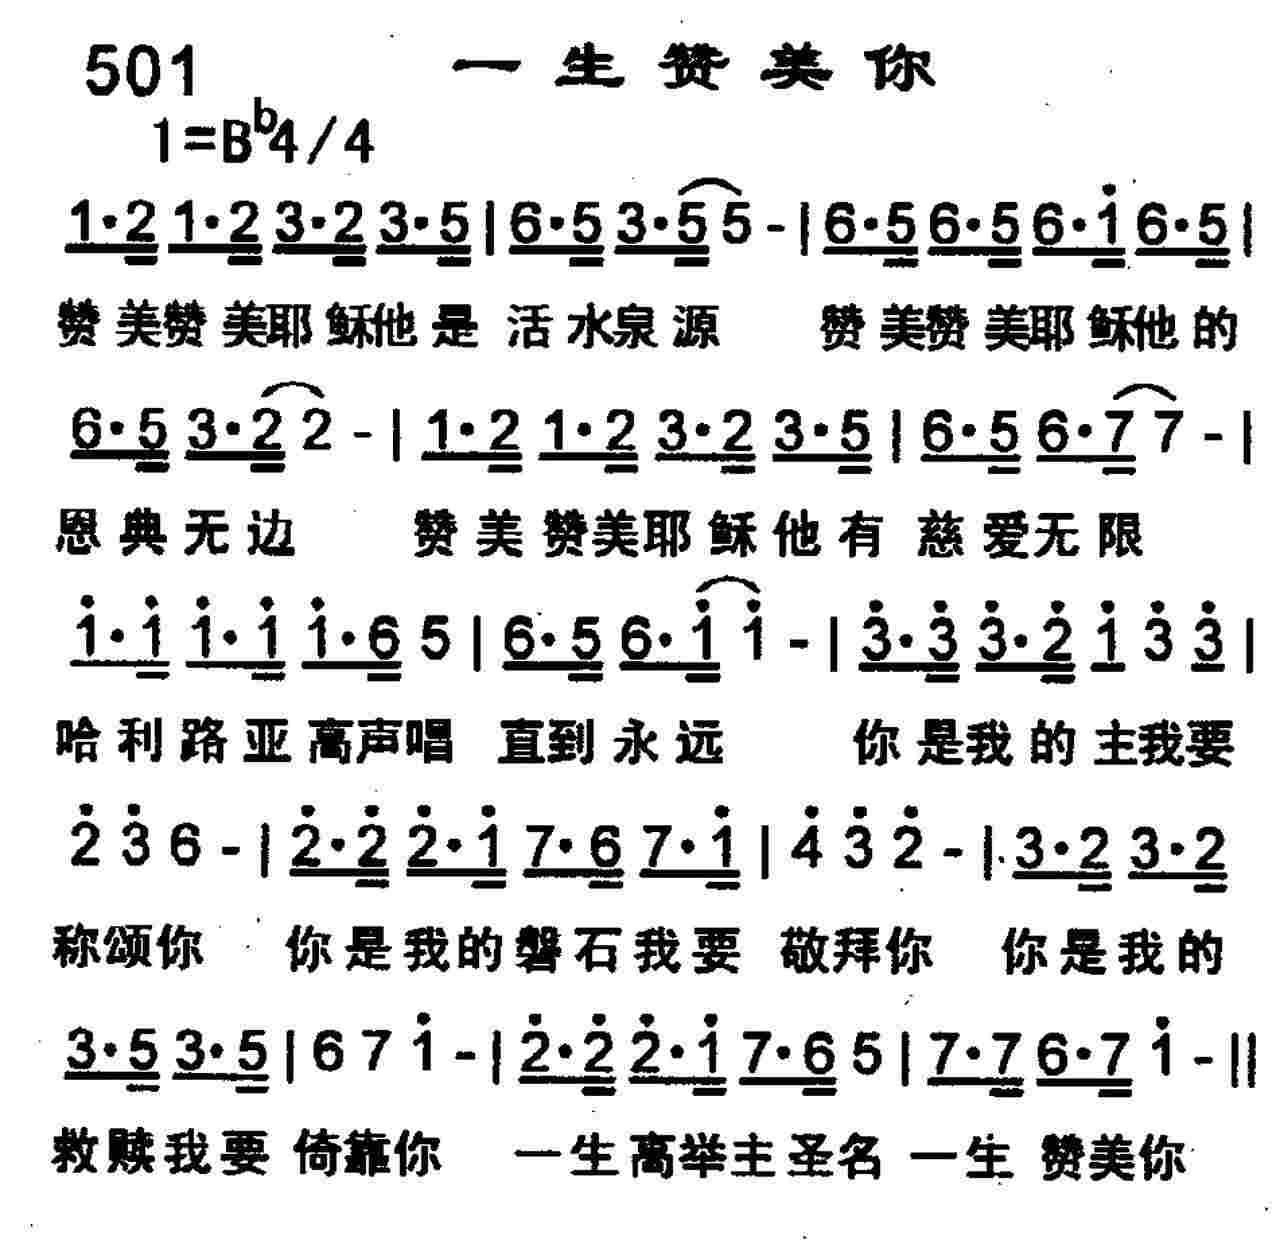 501 一生赞美你
1=B♭4/4
1·2 1·2 3·2 3·5 | 6·5 3·5 5 - | 6·5 6·5 6·1̇ 6·5 |
赞美赞美耶稣他是 活水泉源 赞美赞美耶稣他的
6·5 3·2 2 - | 1·2 1·2 3·2 3·5 | 6·5 6·7 7 - |
恩典无边 赞美赞美耶稣他有 慈爱无限
1̇·1̇ 1̇·1̇ 1̇·6 5 | 6·5 6·1̇ 1̇ - | 3̇·3̇ 3̇·2̇ 1̇ 3̇ 3̇ |
哈利路亚高声唱 直到永远 你是我的主我要
2̇ 3̇ 6 - | 2̇·2̇ 2̇·1̇ 7·6 7·1̇ | 4̇ 3̇ 2̇ - | 3·2 3·2
称颂你 你是我的磐石我要 敬拜你 你是我的
3·5 3·5 | 6 7 1̇ - | 2̇·2̇ 2̇·1̇ 7·6 5 | 7·7 6·7 1̇ - ‖
救赎我要 倚靠你 一生高举主圣名 一生 赞美你